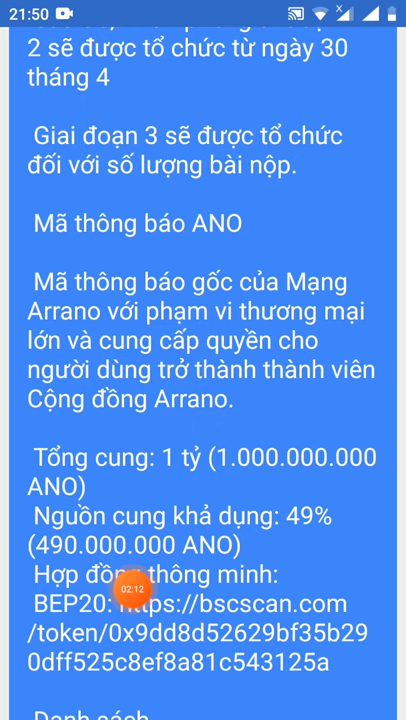 21:50
2 sẽ được tổ chức từ ngày 30
tháng 4
Giai đoạn 3 sẽ được tổ chức
đối với số lượng bài nộp.
Mã thông báo ANO
Mã thông báo gốc của Mạng
Arrano với phạm vi thương mại
lớn và cung cấp quyền cho
người dùng trở thành thành viên
Cộng đồng Arrano.
Tổng cung: 1 tỷ (1.000.000.000
ANO)
Nguồn cung khả dụng: 49%
(490.000.000 ANO)
Hợp đồng thông minh:
02:12
BEP20: https://bscscan.com
/token/0x9dd8d52629bf35b29
0dff525c8ef8a81c543125a
Danh sách